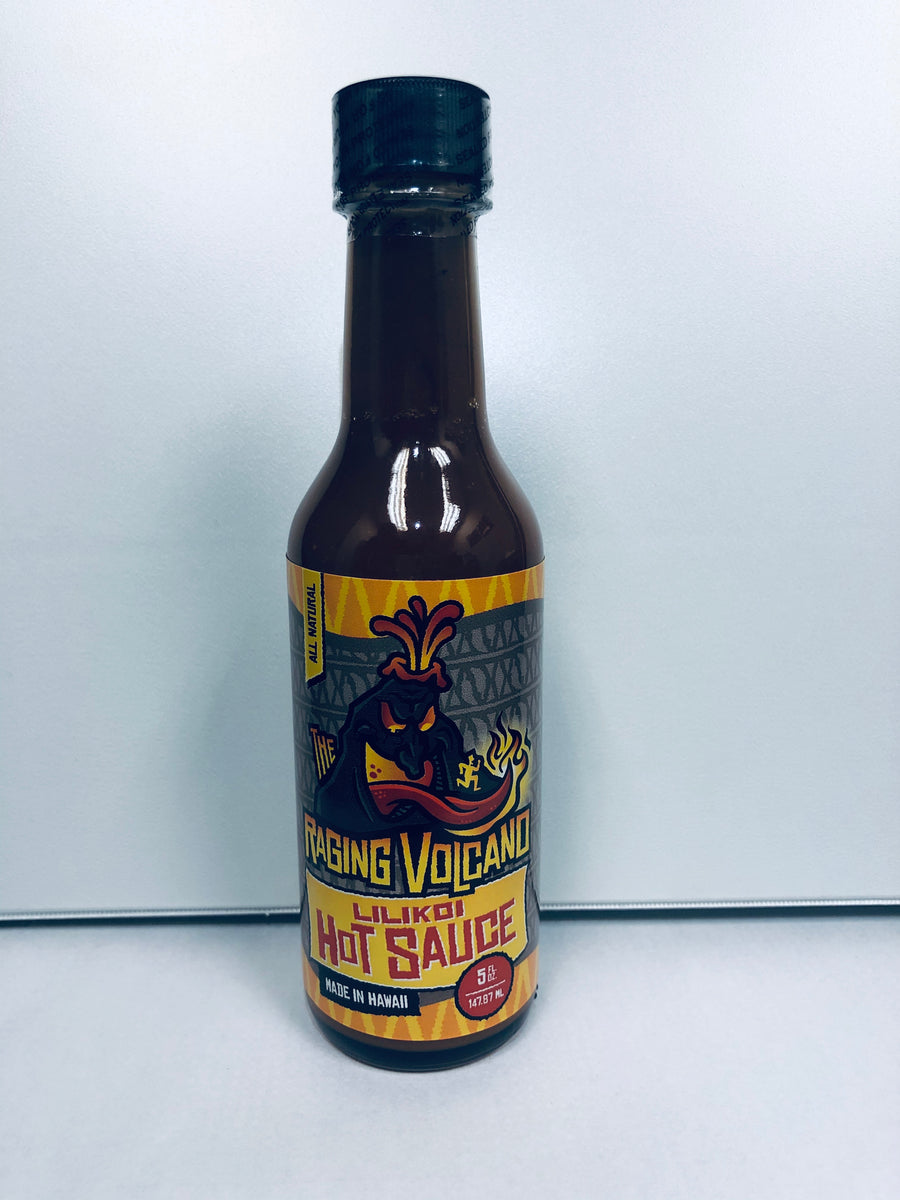 ALL NATURAL
THE
RAGING VOLCANO
LILIKOI
HOT SAUCE
MADE IN HAWAII
5 FL. OZ.
147.87 ML